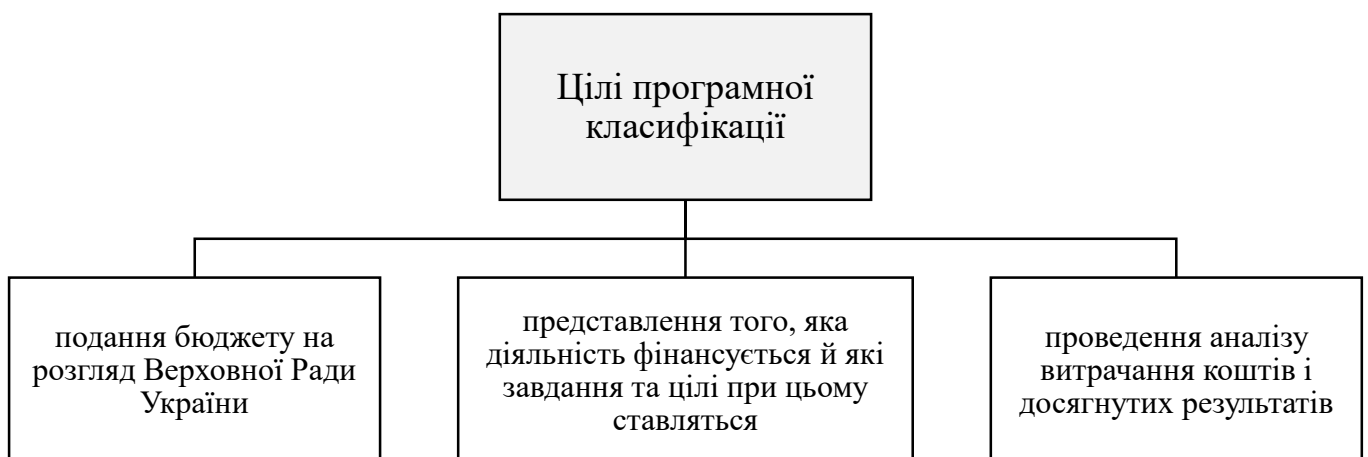 Цілі програмної
класифікації
подання бюджету на
розгляд Верховної Ради
України
представлення того, яка
діяльність фінансується й які
завдання та цілі при цьому
ставляться
проведення аналізу
витрачання коштів і
досягнутих результатів